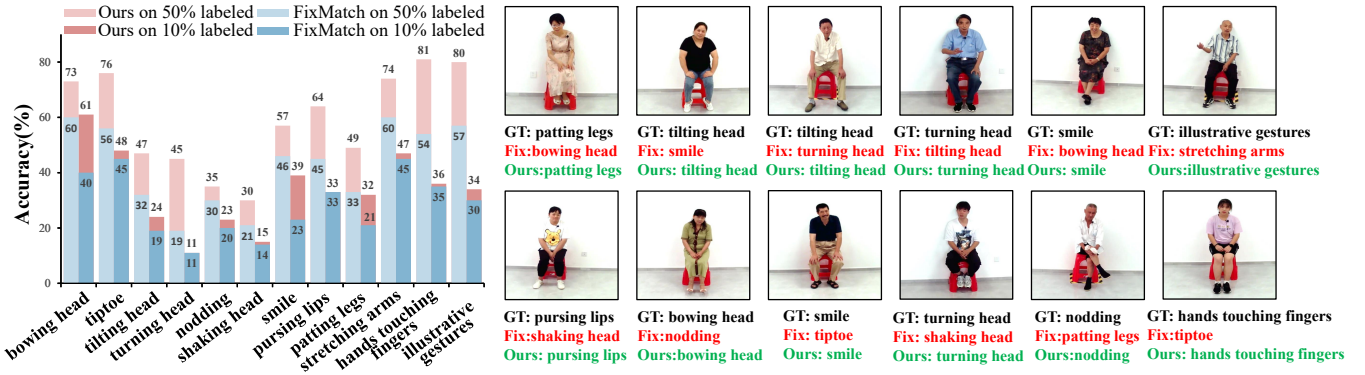 Ours on 50% labeled
FixMatch on 50% labeled
Ours on 10% labeled
FixMatch on 10% labeled
Accuracy(%)
80
60
40
20
0
73
61
60
40
76
48
56
45
47
24
32
19
45
11
19
11
35
23
30
20
30
15
21
14
57
39
46
23
64
45
33
49
32
33
21
74
47
60
45
81
36
54
35
80
34
57
30
bowing head
tiptoe
tilting head
turning head
nodding
shaking head
smile
pursing lips
patting legs
stretching arms
hands touching
fingers
illustrative
gestures
GT: patting legs
Fix:bowing head
Ours:patting legs
GT: tilting head
Fix: smile
Ours: tilting head
GT: tilting head
Fix: turning head
Ours: tilting head
GT: turning head
Fix: tilting head
Ours: turning head
GT: smile
Fix: bowing head
Ours: smile
GT: illustrative gestures
Fix: stretching arms
Ours:illustrative gestures
GT: pursing lips
Fix:shaking head
Ours: pursing lips
GT: bowing head
Fix:nodding
Ours:bowing head
GT: smile
Fix: tiptoe
Ours: smile
GT: turning head
Fix: shaking head
Ours: turning head
GT: nodding
Fix:patting legs
Ours:nodding
GT: hands touching fingers
Fix:tiptoe
Ours: hands touching fingers